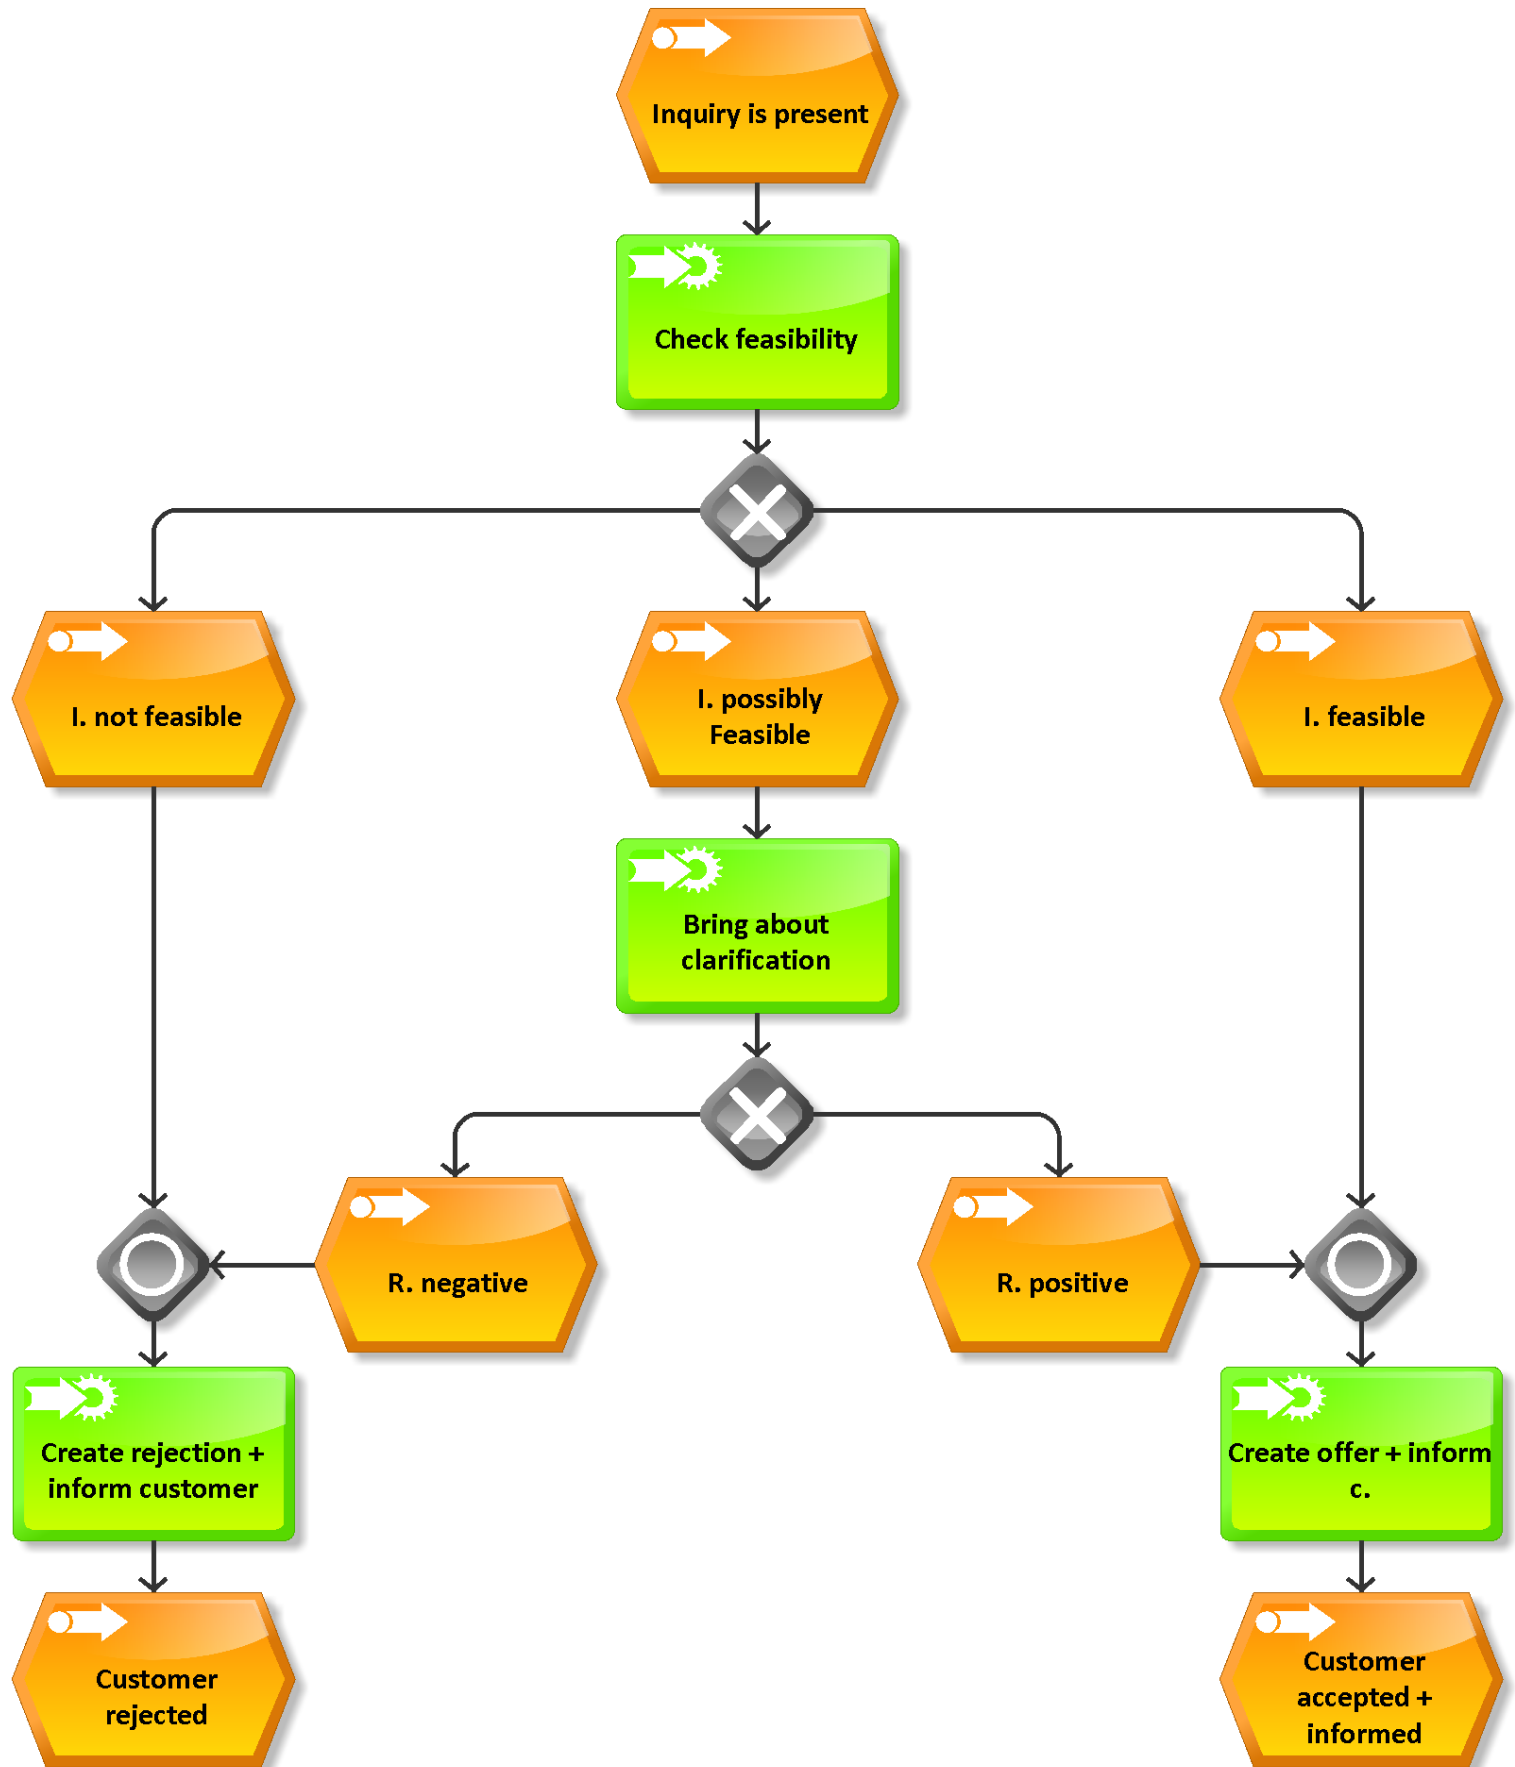 Inquiry is present
Check feasibility
I. not feasible
I. possibly
Feasible
I. feasible
Bring about
clarification
R. negative
R. positive
Create rejection +
inform customer
Create offer + inform
c.
Customer
rejected
Customer
accepted +
informed